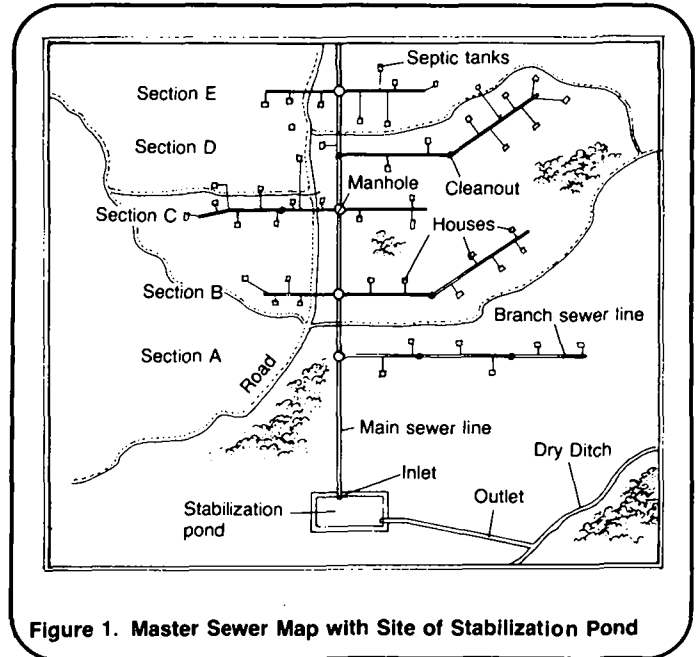 Septic tanks
Section E
Section D
Manhole
Cleanout
Section C
Houses
Section B
Branch sewer line
Section A
Road
Main sewer line
Dry Ditch
Inlet
Outlet
Stabilization
pond
Figure 1. Master Sewer Map with Site of Stabilization Pond